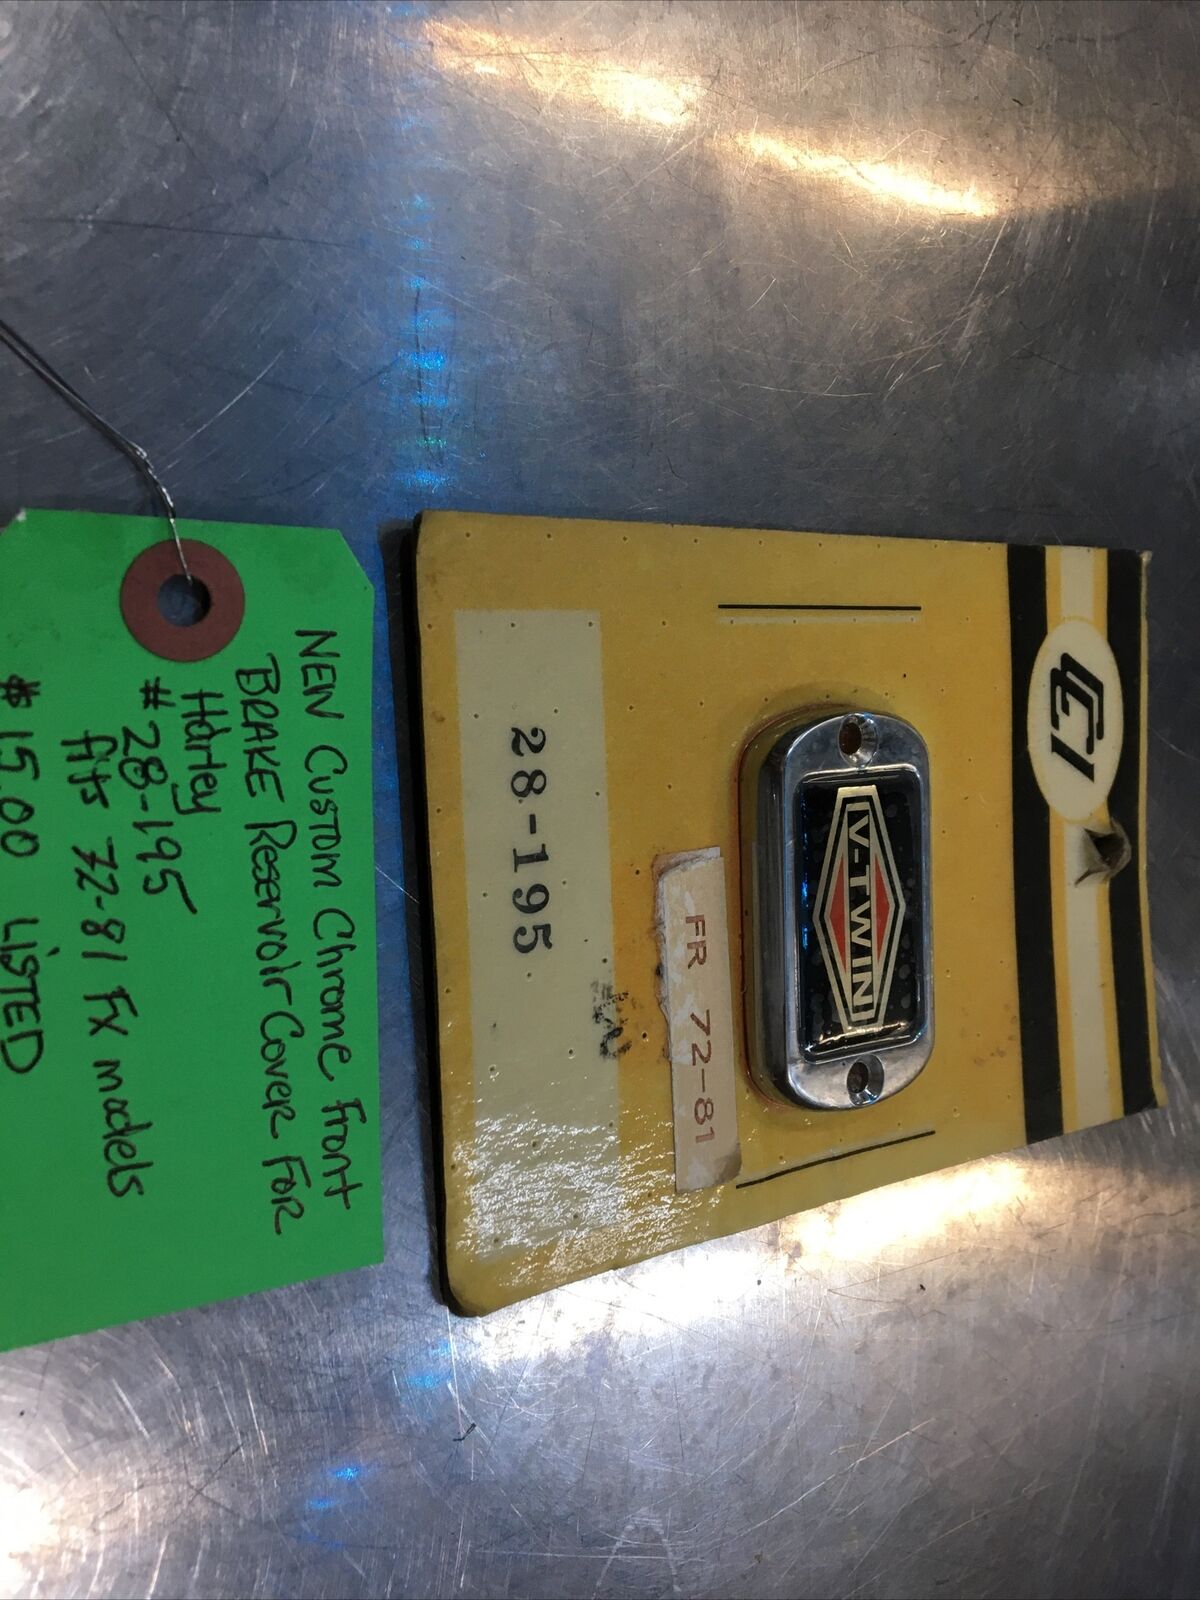 CCI
V-TWIN
FR 72-81
28-195
NEW Custom Chrome Front
BRAKE Reservoir Cover For
Harley
# 28-195
fits 72-81 FX models
$ 15.00 LISTED